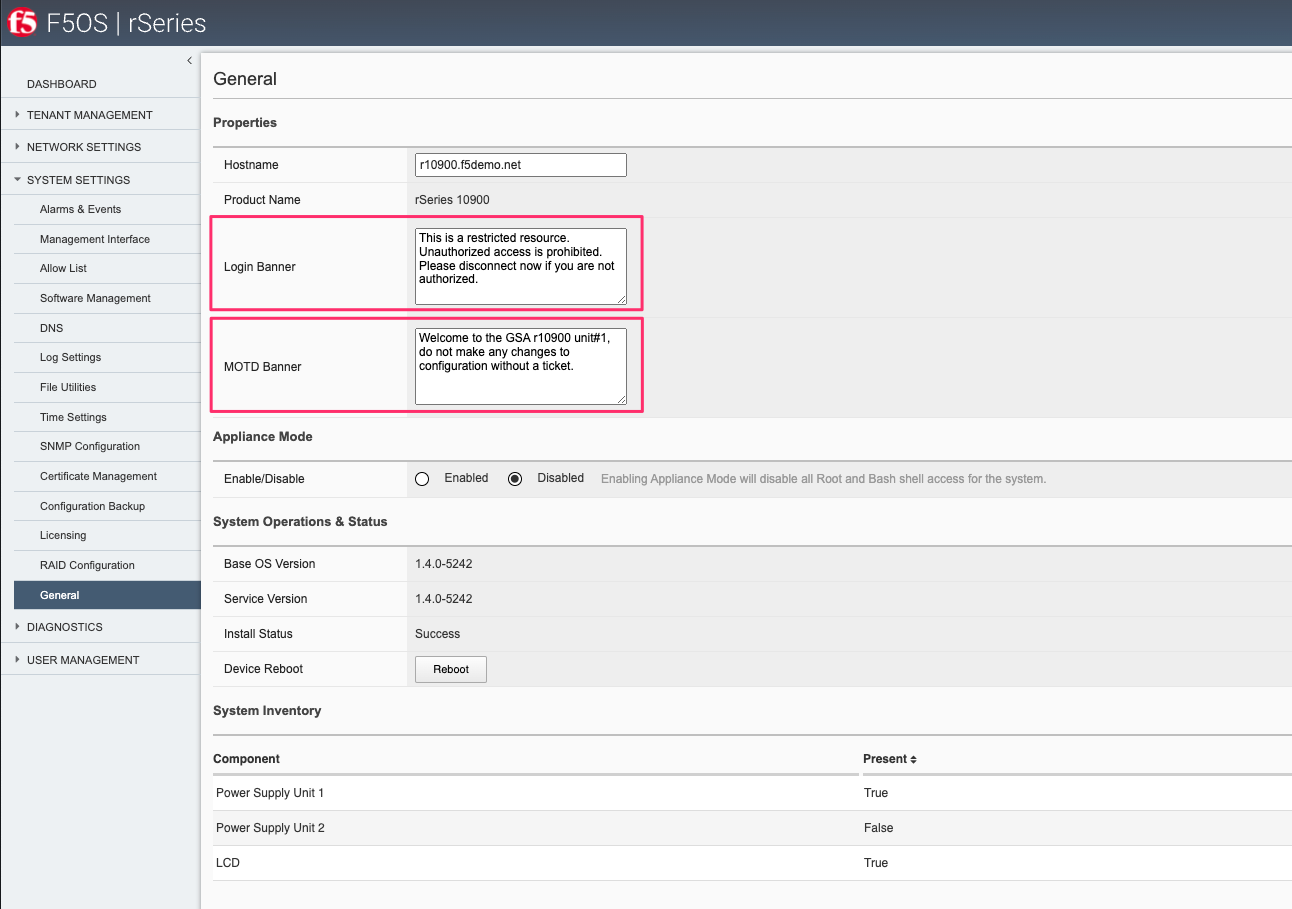 f5 F5OS | rSeries
DASHBOARD
TENANT MANAGEMENT
NETWORK SETTINGS
SYSTEM SETTINGS
Alarms & Events
Management Interface
Allow List
Software Management
DNS
Log Settings
File Utilities
Time Settings
SNMP Configuration
Certificate Management
Configuration Backup
Licensing
RAID Configuration
General
DIAGNOSTICS
USER MANAGEMENT
General
Properties
Hostname r10900.f5demo.net
Product Name rSeries 10900
Login Banner
This is a restricted resource.
Unauthorized access is prohibited.
Please disconnect now if you are not
authorized.
MOTD Banner
Welcome to the GSA r10900 unit#1,
do not make any changes to
configuration without a ticket.
Appliance Mode
Enable/Disable Enabled Disabled Enabling Appliance Mode will disable all Root and Bash shell access for the system.
System Operations & Status
Base OS Version 1.4.0-5242
Service Version 1.4.0-5242
Install Status Success
Device Reboot Reboot
System Inventory
Component Present
Power Supply Unit 1 True
Power Supply Unit 2 False
LCD True